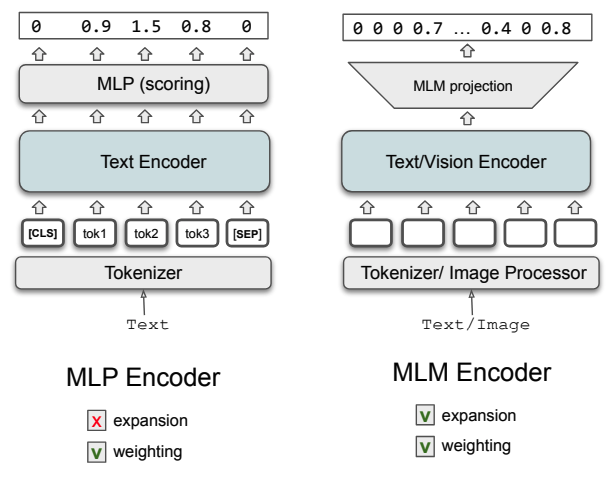 0 0.9 1.5 0.8 0
MLP (scoring)
Text Encoder
[CLS] tok1 tok2 tok3 [SEP]
Tokenizer
Text
MLP Encoder
X expansion
V weighting
0 0 0 0.7 … 0.4 0 0.8
MLM projection
Text/Vision Encoder
Tokenizer/ Image Processor
Text/Image
MLM Encoder
V expansion
V weighting